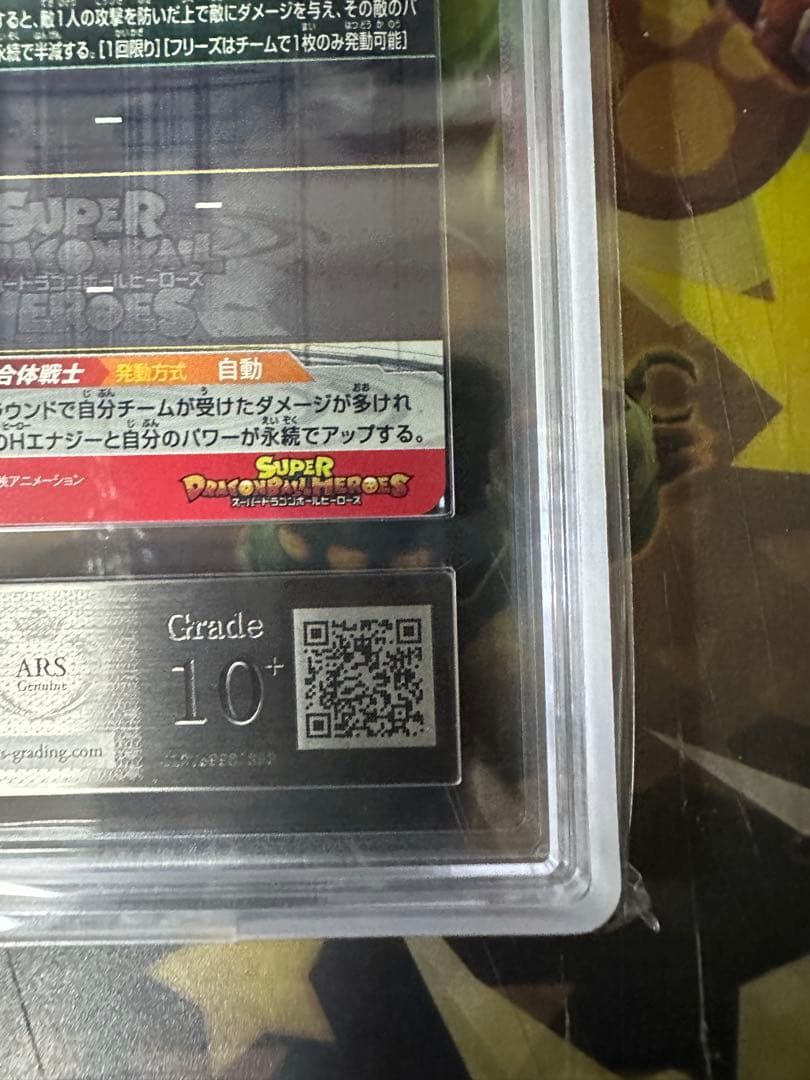 すると、敵1人の攻撃を防いだ上で敵にダメージを与え、その敵のパ
永続で半減する。[1回限り][フリーズはチームで1枚のみ発動可能]
SUPER
DRAGONBALL
ドラゴンボールヒーローズ
HEROES
合体戦士 発動方式 自動
ラウンドで自分チームが受けたダメージが多けれ
のHエナジーと自分のパワーが永続でアップする。
映アニメーション
SUPER
DRAGONBALL HEROES
スーパードラゴンボールヒーローズ
Grade
10+
ARS
Genuine
s-grading.com